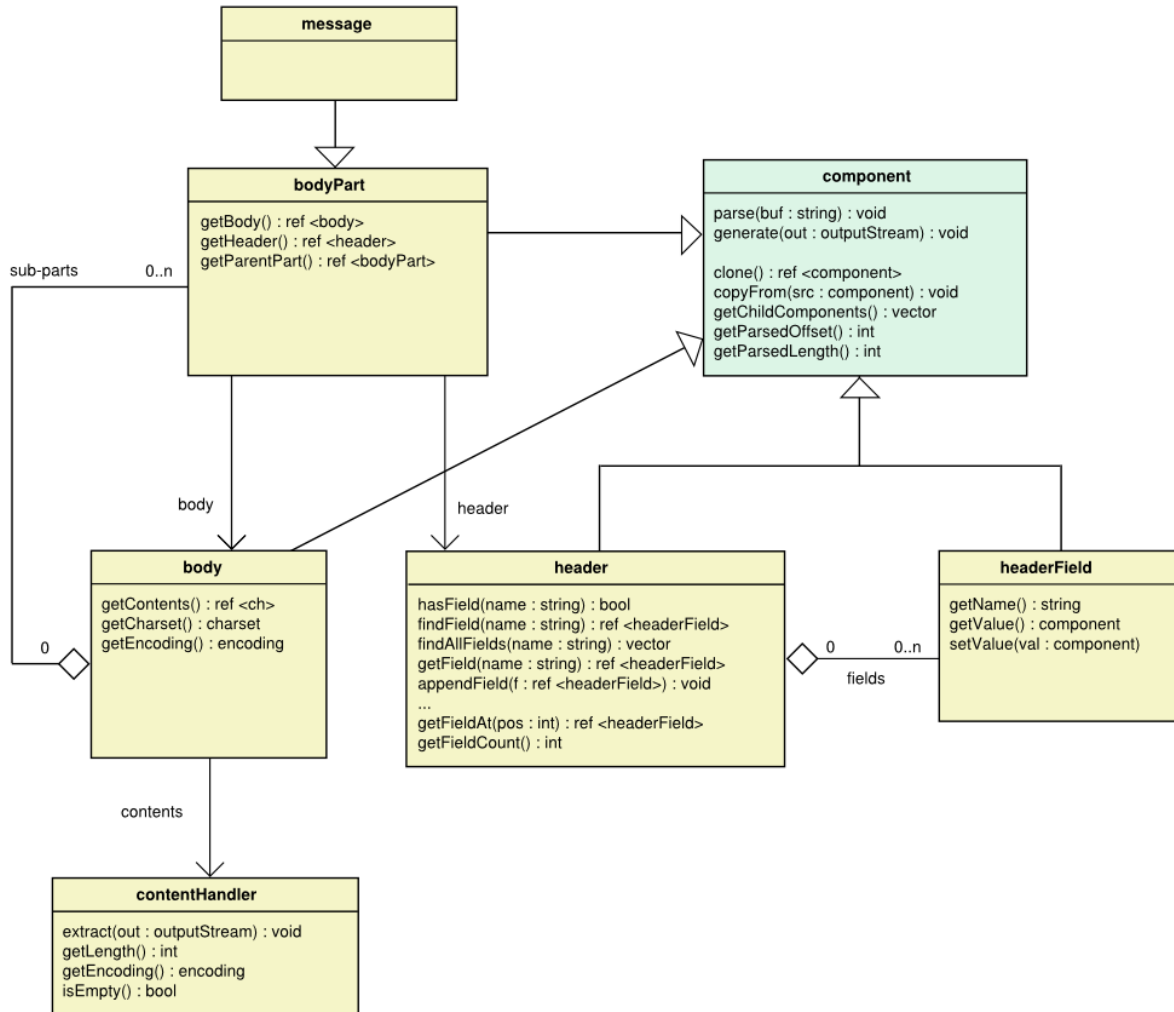 message
bodyPart
getBody() : ref <body>
getHeader() : ref <header>
getParentPart() : ref <bodyPart>
component
parse(buf : string) : void
generate(out : outputStream) : void
clone() : ref <component>
copyFrom(src : component) : void
getChildComponents() : vector
getParsedOffset() : int
getParsedLength() : int
sub-parts
0..n
body
header
body
getContents() : ref <ch>
getCharset() : charset
getEncoding() : encoding
0
header
hasField(name : string) : bool
findField(name : string) : ref <headerField>
findAllFields(name : string) : vector
getField(name : string) : ref <headerField>
appendField(f : ref <headerField>) : void
...
getFieldAt(pos : int) : ref <headerField>
getFieldCount() : int
0
0..n
fields
headerField
getName() : string
getValue() : component
setValue(val : component)
contents
contentHandler
extract(out : outputStream) : void
getLength() : int
getEncoding() : encoding
isEmpty() : bool